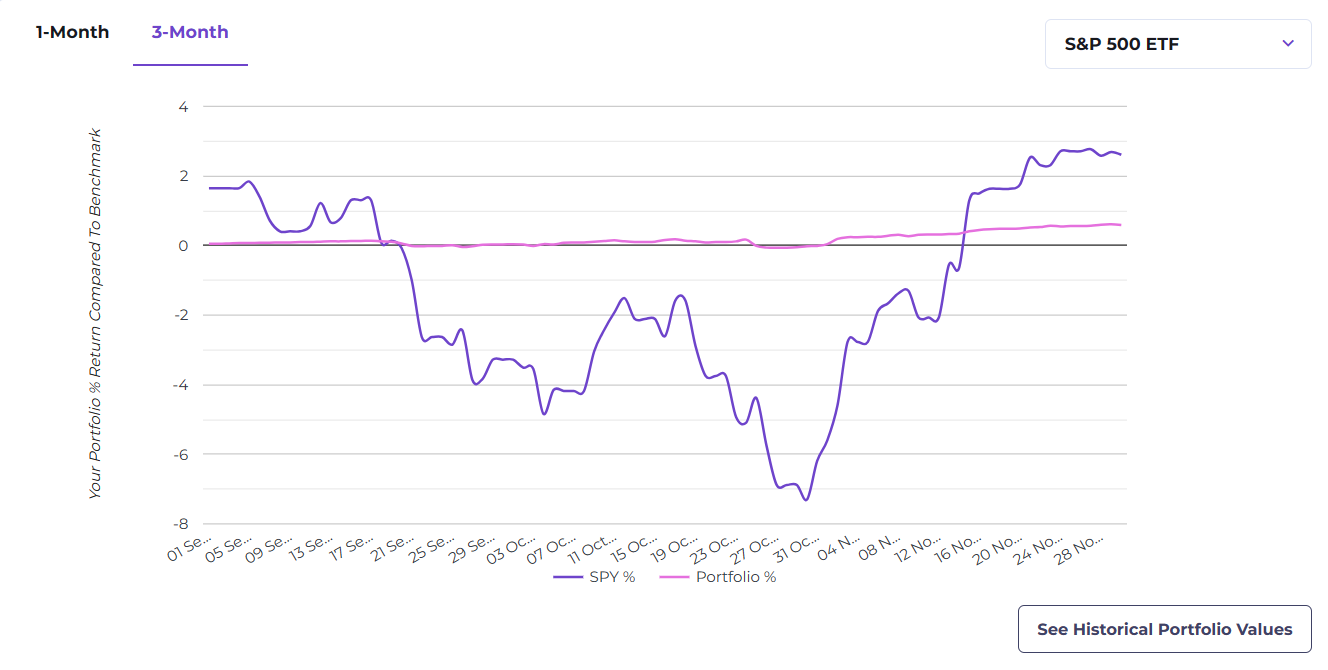 1-Month
3-Month
S&P 500 ETF
Your Portfolio % Return Compared To Benchmark
4
2
0
-2
-4
-6
-8
01 Se...
05 Se...
09 Se...
13 Se...
17 Se...
21 Se...
25 Se...
29 Se...
03 Oc...
07 Oc...
11 Oct...
15 Oc...
19 Oc...
23 Oc...
27 Oc...
31 Oc...
04 N...
08 N...
12 No...
16 No...
20 No...
24 No...
28 No...
SPY %
Portfolio %
See Historical Portfolio Values